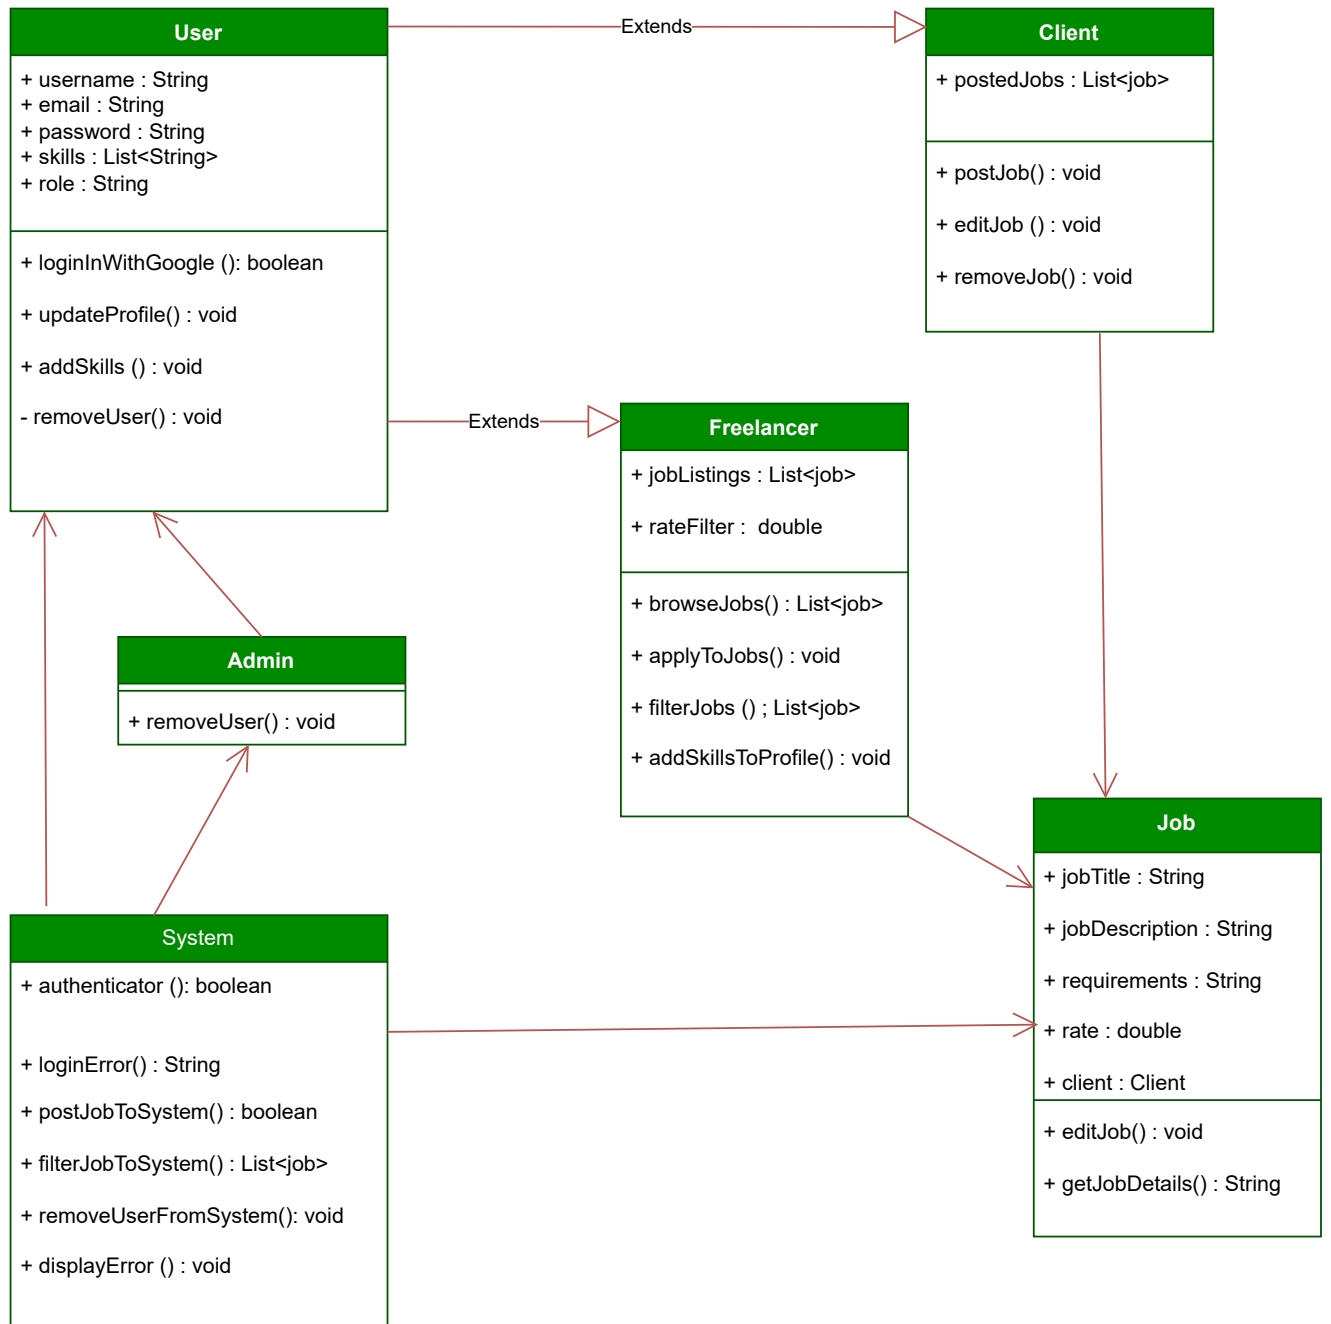 User
+ username : String
+ email : String
+ password : String
+ skills : List<String>
+ role : String
+ loginInWithGoogle (): boolean
+ updateProfile() : void
+ addSkills () : void
- removeUser() : void
Extends
Client
+ postedJobs : List<job>
+ postJob() : void
+ editJob () : void
+ removeJob() : void
Extends
Freelancer
+ jobListings : List<job>
+ rateFilter :  double
+ browseJobs() : List<job>
+ applyToJobs() : void
+ filterJobs () ; List<job>
+ addSkillsToProfile() : void
Admin
+ removeUser() : void
Job
+ jobTitle : String
+ jobDescription : String
+ requirements : String
+ rate : double
+ client : Client
+ editJob() : void
+ getJobDetails() : String
System
+ authenticator (): boolean
+ loginError() : String
+ postJobToSystem() : boolean
+ filterJobToSystem() : List<job>
+ removeUserFromSystem(): void
+ displayError () : void